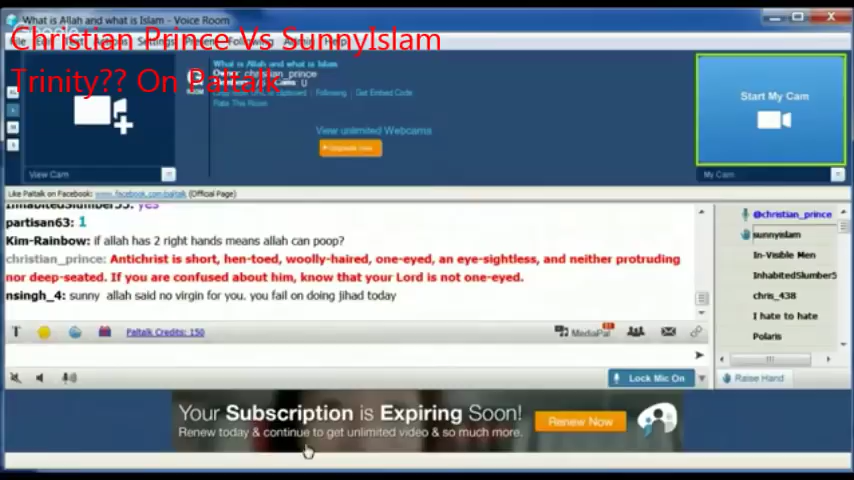 What is Allah and what is Islam - Voice Room
Christian Prince Vs SunnyIslam
Trinity?? On Paltalk
What is Allah and what is Islam
christian_prince
Following | Get Embed Code
Rate This Room
View unlimited Webcams
Upgrade now
Start My Cam
View Cam
My Cam
Like Paltalk on Facebook: www.facebook.com/paltalk (Official Page)
yes
partisan63: 1
Kim-Rainbow: if allah has 2 right hands means allah can poop?
christian_prince: Antichrist is short, hen-toed, woolly-haired, one-eyed, an eye-sightless, and neither protruding
nor deep-seated. If you are confused about him, know that your Lord is not one-eyed.
nsingh_4: sunny allah said no virgin for you. you fail on doing jihad today
@christian_prince
sunnyislam
In-Visible Men
InhabitedSlumber5
chris_438
I hate to hate
Polaris
T
Paltalk Credits: 150
MediaPal
Lock Mic On
Raise Hand
Your Subscription is Expiring Soon!
Renew today & continue to get unlimited video & so much more.
Renew Now